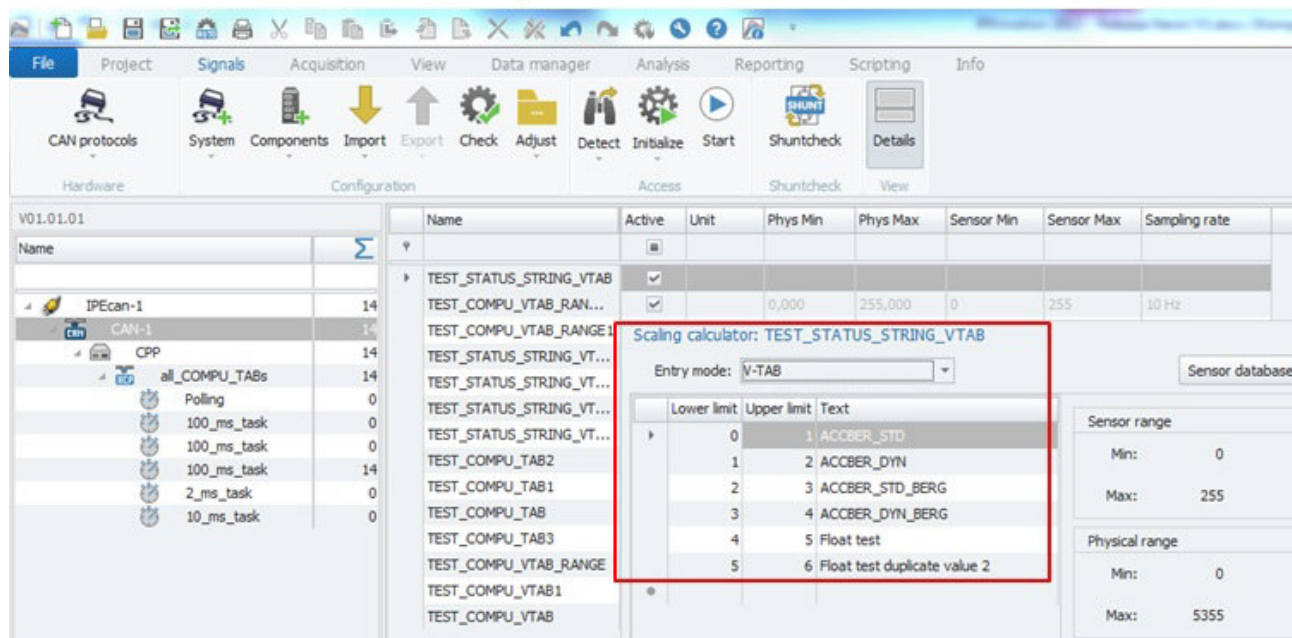 File Project Signals Acquisition View Data manager Analysis Reporting Scripting Info
SHUNT
CAN protocols System Components Import Export Check Adjust Detect Initialize Start Shuntcheck Details
Hardware Configuration Access Shuntcheck View
V01.01.01
Name Σ
IPEcan-1 14
CAN CAN-1 14
CPP 14
XCP all_COMPU_TABs 14
Polling 0
100_ms_task 0
100_ms_task 0
100_ms_task 14
2_ms_task 0
10_ms_task 0
Name Active Unit Phys Min Phys Max Sensor Min Sensor Max Sampling rate
TEST_STATUS_STRING_VTAB
TEST_COMPU_VTAB_RAN... 0,000 255,000 0 255 10 Hz
TEST_COMPU_VTAB_RANGE1
TEST_STATUS_STRING_VT...
TEST_STATUS_STRING_VT...
TEST_STATUS_STRING_VT...
TEST_STATUS_STRING_VT...
TEST_COMPU_TAB2
TEST_COMPU_TAB1
TEST_COMPU_TAB
TEST_COMPU_TAB3
TEST_COMPU_VTAB_RANGE
TEST_COMPU_VTAB1
TEST_COMPU_VTAB
Scaling calculator: TEST_STATUS_STRING_VTAB
Entry mode: V-TAB
Sensor database
Lower limit Upper limit Text
0 1 ACCBER_STD
1 2 ACCBER_DYN
2 3 ACCBER_STD_BERG
3 4 ACCBER_DYN_BERG
4 5 Float test
5 6 Float test duplicate value 2
Sensor range
Min: 0
Max: 255
Physical range
Min: 0
Max: 5355